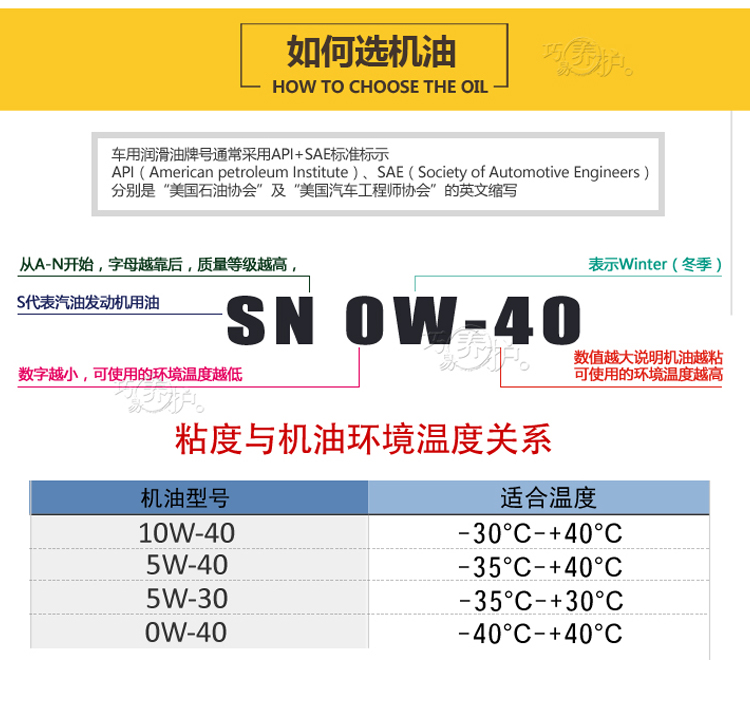 如何选机油
HOW TO CHOOSE THE OIL
巧易养护。
车用润滑油牌号通常采用API+SAE标准标示
API（American petroleum Institute）、SAE（Society of Automotive Engineers）
分别是“美国石油协会”及“美国汽车工程师协会”的英文缩写
从A-N开始，字母越靠后，质量等级越高，
表示Winter（冬季）
S代表汽油发动机用油
SN 0W-40
巧易养护。
数值越大说明机油越粘
可使用的环境温度越高
数字越小，可使用的环境温度越低
巧易养护。
粘度与机油环境温度关系
机油型号 适合温度
10W-40 -30°C-+40°C
5W-40 -35°C-+40°C
5W-30 -35°C-+30°C
0W-40 -40°C-+40°C